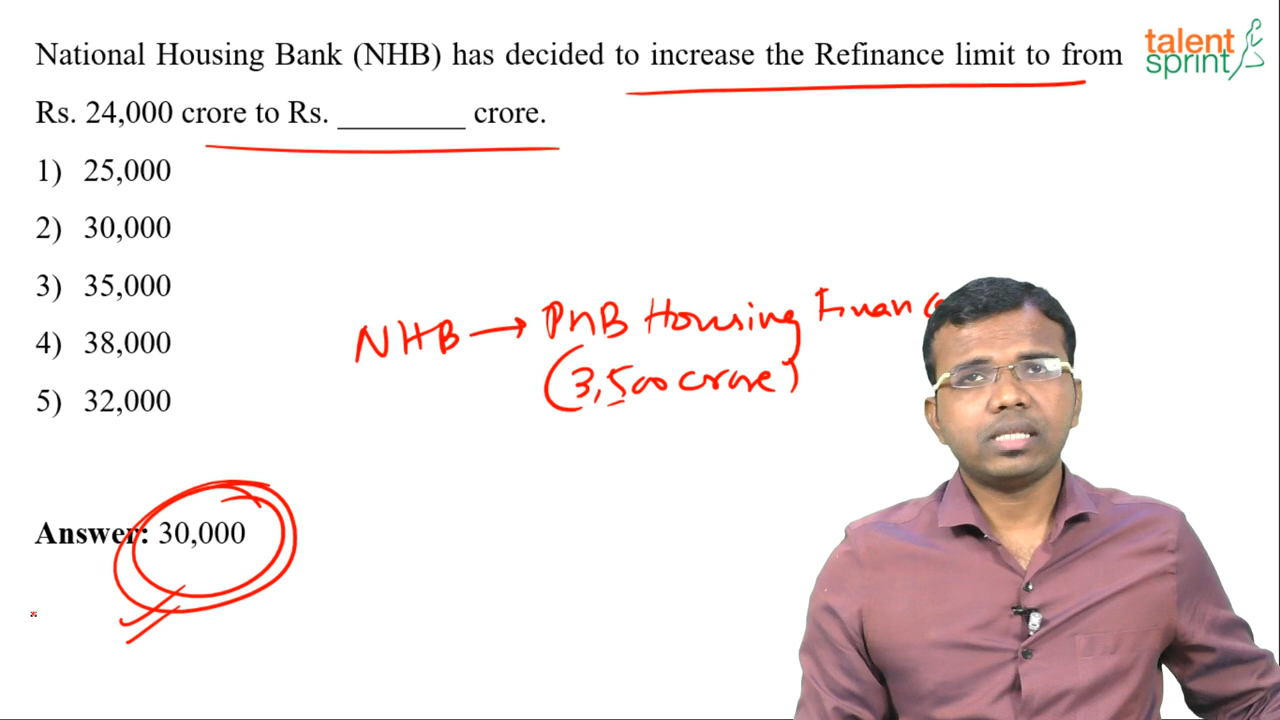 National Housing Bank (NHB) has decided to increase the Refinance limit to from
Rs. 24,000 crore to Rs. _________ crore.
talent
sprint
1) 25,000
2) 30,000
3) 35,000
4) 38,000
5) 32,000
NHB → PNB Housing Financ
(3,500 crore)
Answer: 30,000